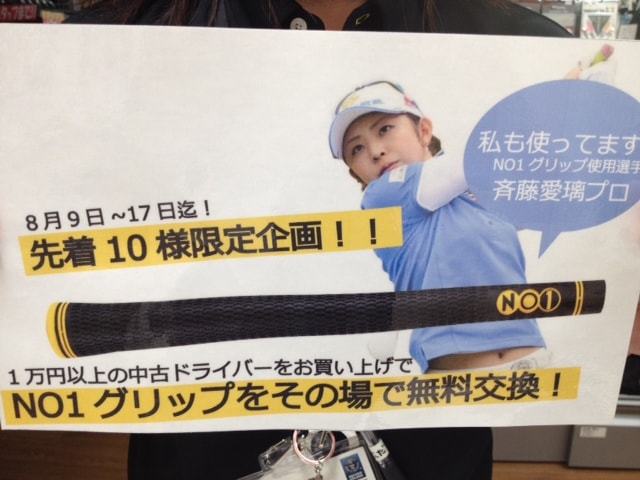 私も使ってます
NO1グリップ使用選手
斉藤愛璃プロ
8月9日~17日迄！
先着10様限定企画！！
NO1
1万円以上の中古ドライバーをお買い上げで
NO1グリップをその場で無料交換！